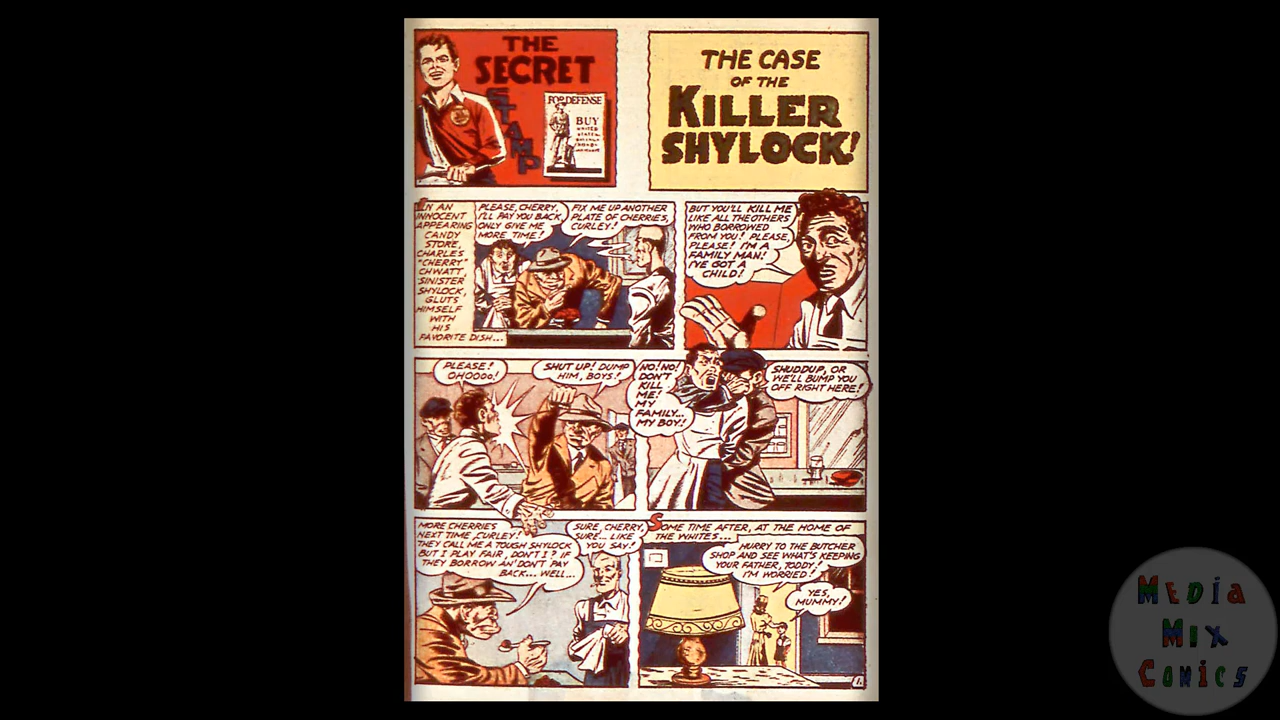 THE
SECRET
STAMP
FOR DEFENSE
BUY
UNITED
STATES
THE CASE
OF THE
KILLER
SHYLOCK!
IN AN
INNOCENT
APPEARING
CANDY
STORE,
CHARLES
"CHERRY"
CHWATT,
SINISTER
SHYLOCK,
GLUTS
HIMSELF
WITH
HIS
FAVORITE DISH...
PLEASE, CHERRY,
I'LL PAY YOU BACK,
ONLY GIVE ME
MORE TIME!
FIX ME UP ANOTHER
PLATE OF CHERRIES,
CURLEY!
BUT YOU'LL KILL ME
LIKE ALL THE OTHERS
WHO BORROWED
FROM YOU! PLEASE,
PLEASE! I'M A
FAMILY MAN!
I'VE GOT A
CHILD!
PLEASE!
OHOOOO!
SHUT UP! DUMP
HIM, BOYS!
NO! NO!
DON'T
KILL
ME!
MY
FAMILY...
MY BOY!
SHUDDUP, OR
WE'LL BUMP YOU
OFF RIGHT HERE!
MORE CHERRIES
NEXT TIME, CURLEY!
THEY CALL ME A TOUGH SHYLOCK
BUT I PLAY FAIR, DON'T I? IF
THEY BORROW AN' DON'T PAY
BACK... WELL...
SURE, CHERRY,
SURE... LIKE
YOU SAY!
SOME TIME AFTER, AT THE HOME OF
THE WHITES...
HURRY TO THE BUTCHER
SHOP AND SEE WHAT'S KEEPING
YOUR FATHER, TODDY!
I'M WORRIED!
YES,
MUMMY!
1.
MEDIA
MIX
COMICS